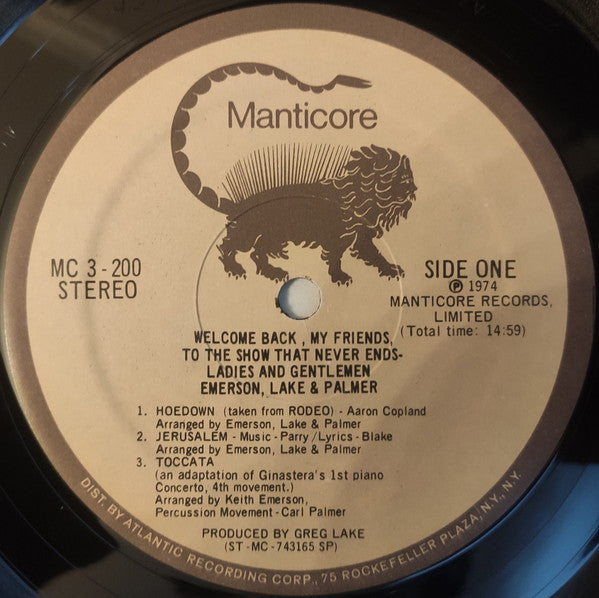 Manticore
MC 3-200
STEREO
SIDE ONE
℗ 1974
MANTICORE RECORDS,
LIMITED
(Total time: 14:59)
WELCOME BACK , MY FRIENDS,
TO THE SHOW THAT NEVER ENDS-
LADIES AND GENTLEMEN
EMERSON, LAKE & PALMER
1. HOEDOWN (taken from RODEO) - Aaron Copland
Arranged by Emerson, Lake & Palmer
2. JERUSALEM - Music - Parry/Lyrics - Blake
Arranged by Emerson, Lake & Palmer
3. TOCCATA
(an adaptation of Ginastera's 1st piano
Concerto, 4th movement.)
Arranged by Keith Emerson,
Percussion Movement - Carl Palmer
PRODUCED BY GREG LAKE
(ST-MC-743165 SP)
DIST. BY ATLANTIC RECORDING CORP., 75 ROCKEFELLER PLAZA, N.Y., N.Y.